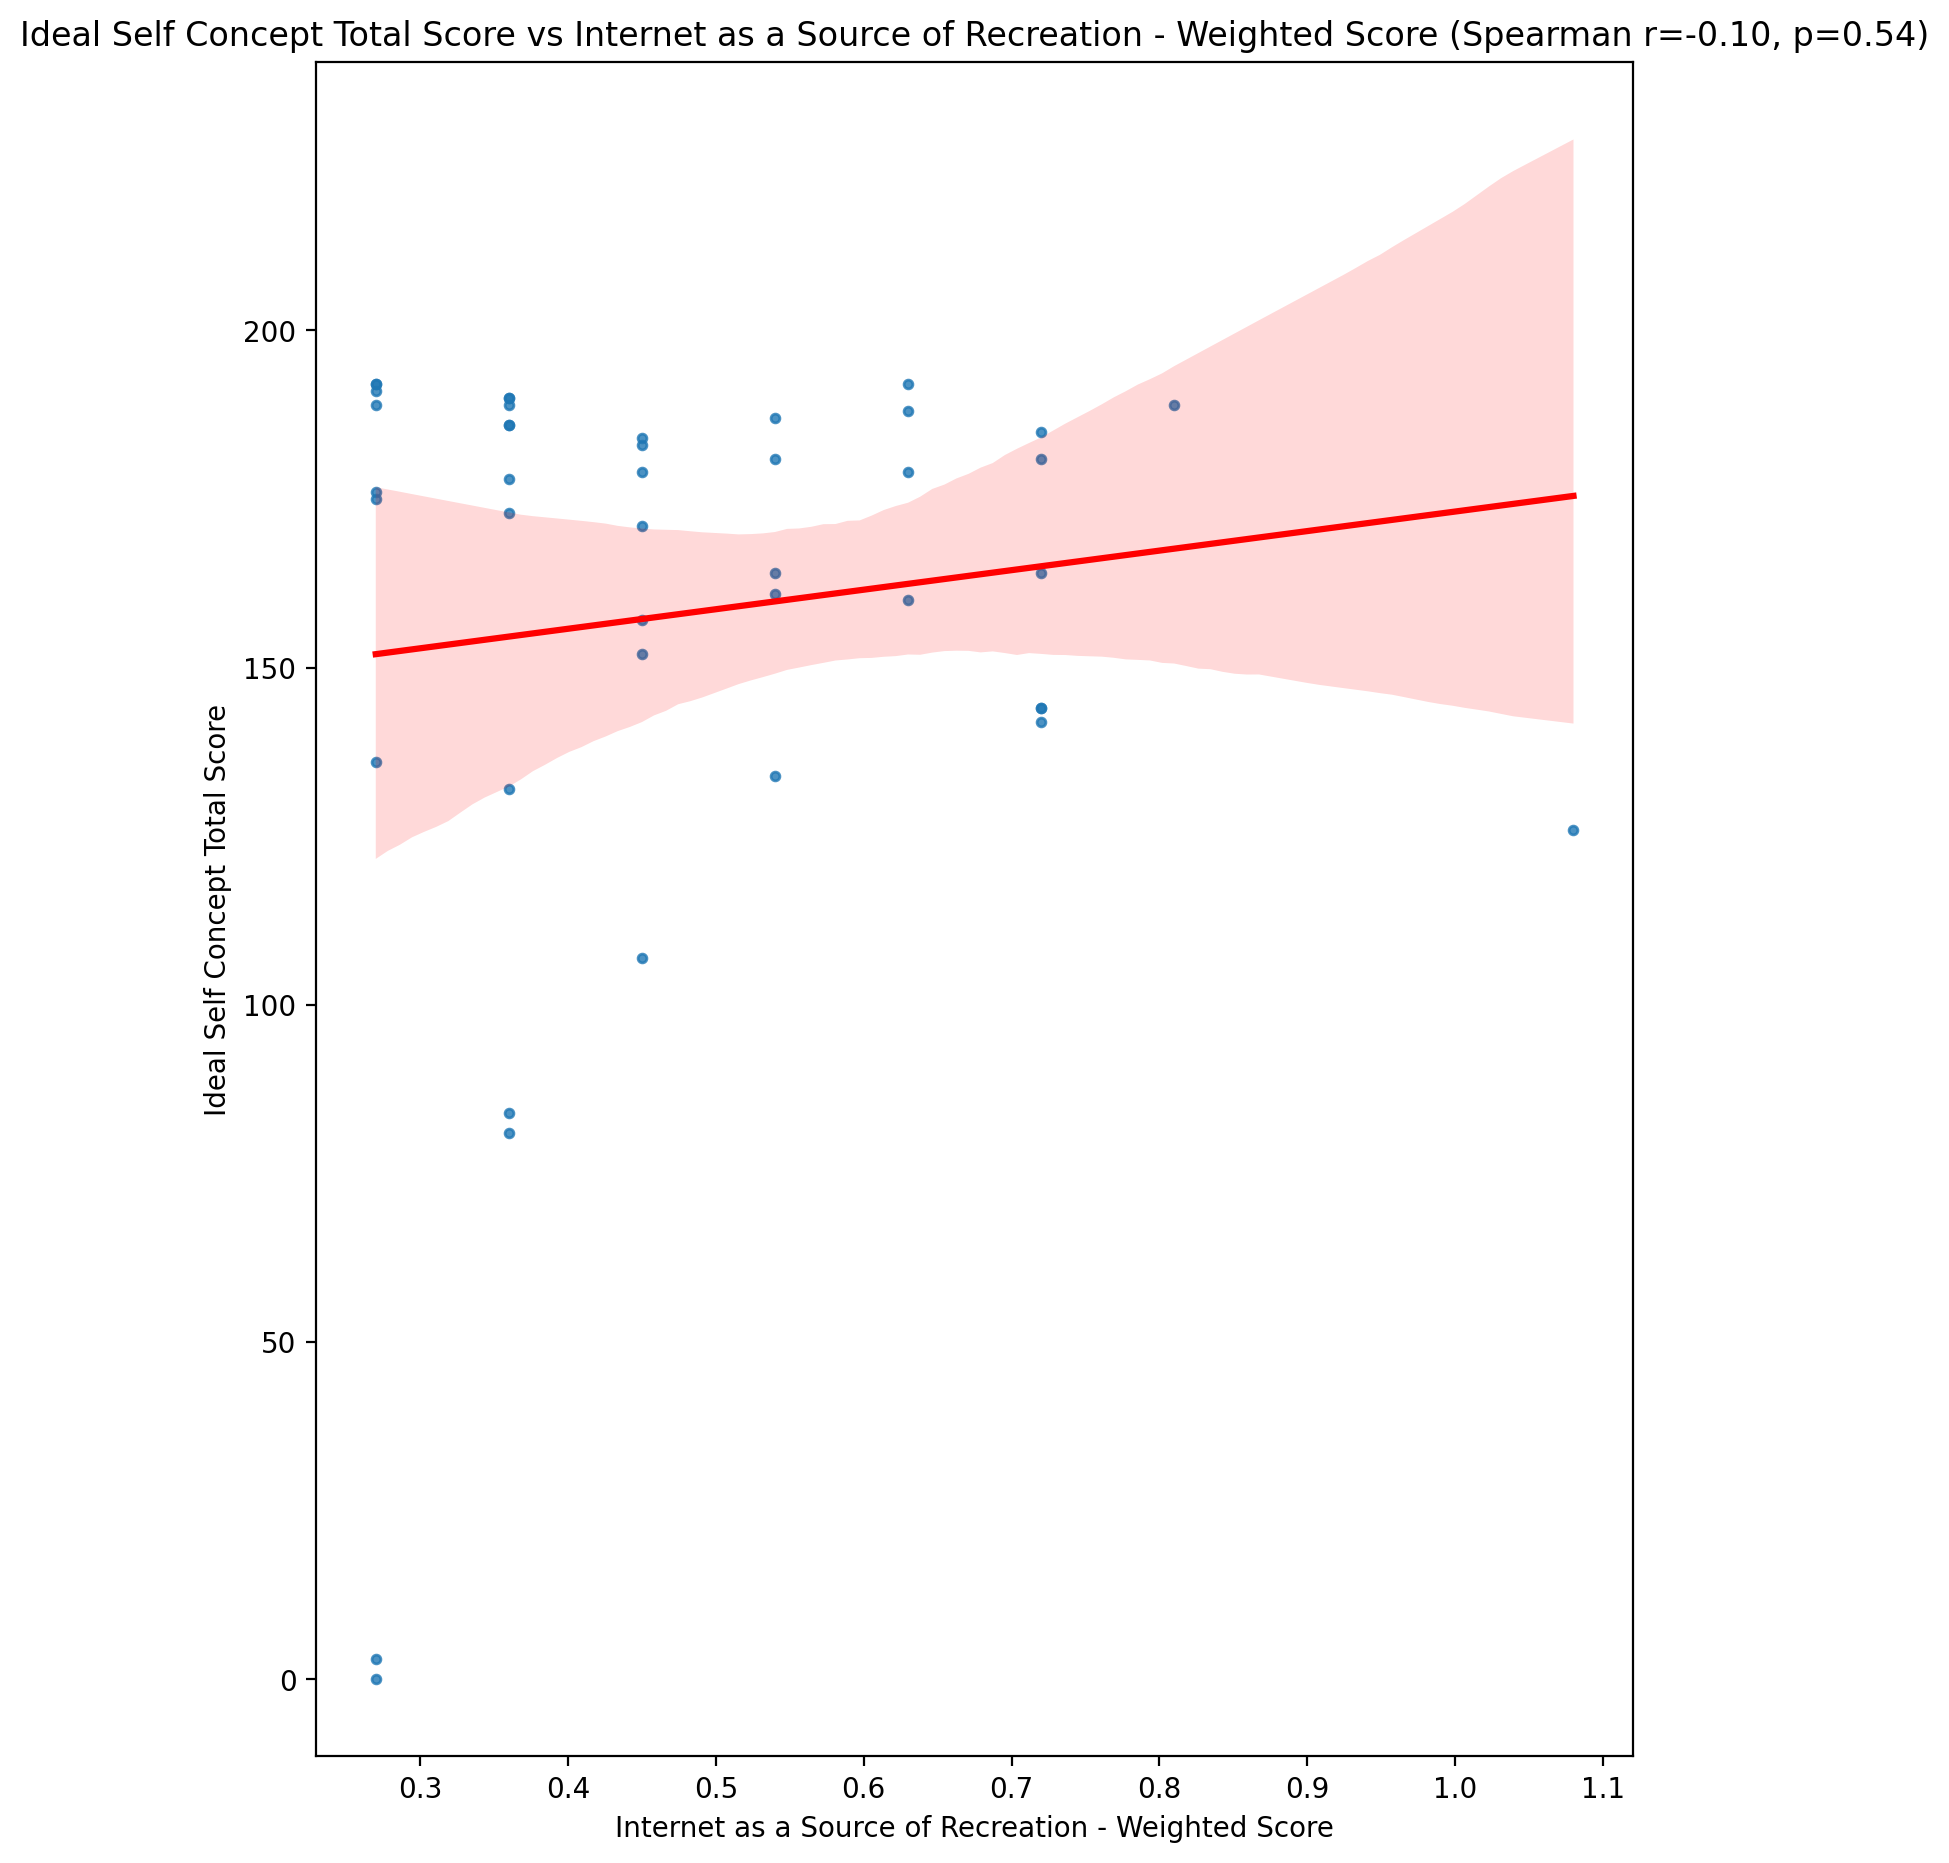 Ideal Self Concept Total Score vs Internet as a Source of Recreation - Weighted Score (Spearman r=-0.10, p=0.54)
Ideal Self Concept Total Score
200
150
100
50
0
0.3 0.4 0.5 0.6 0.7 0.8 0.9 1.0 1.1
Internet as a Source of Recreation - Weighted Score